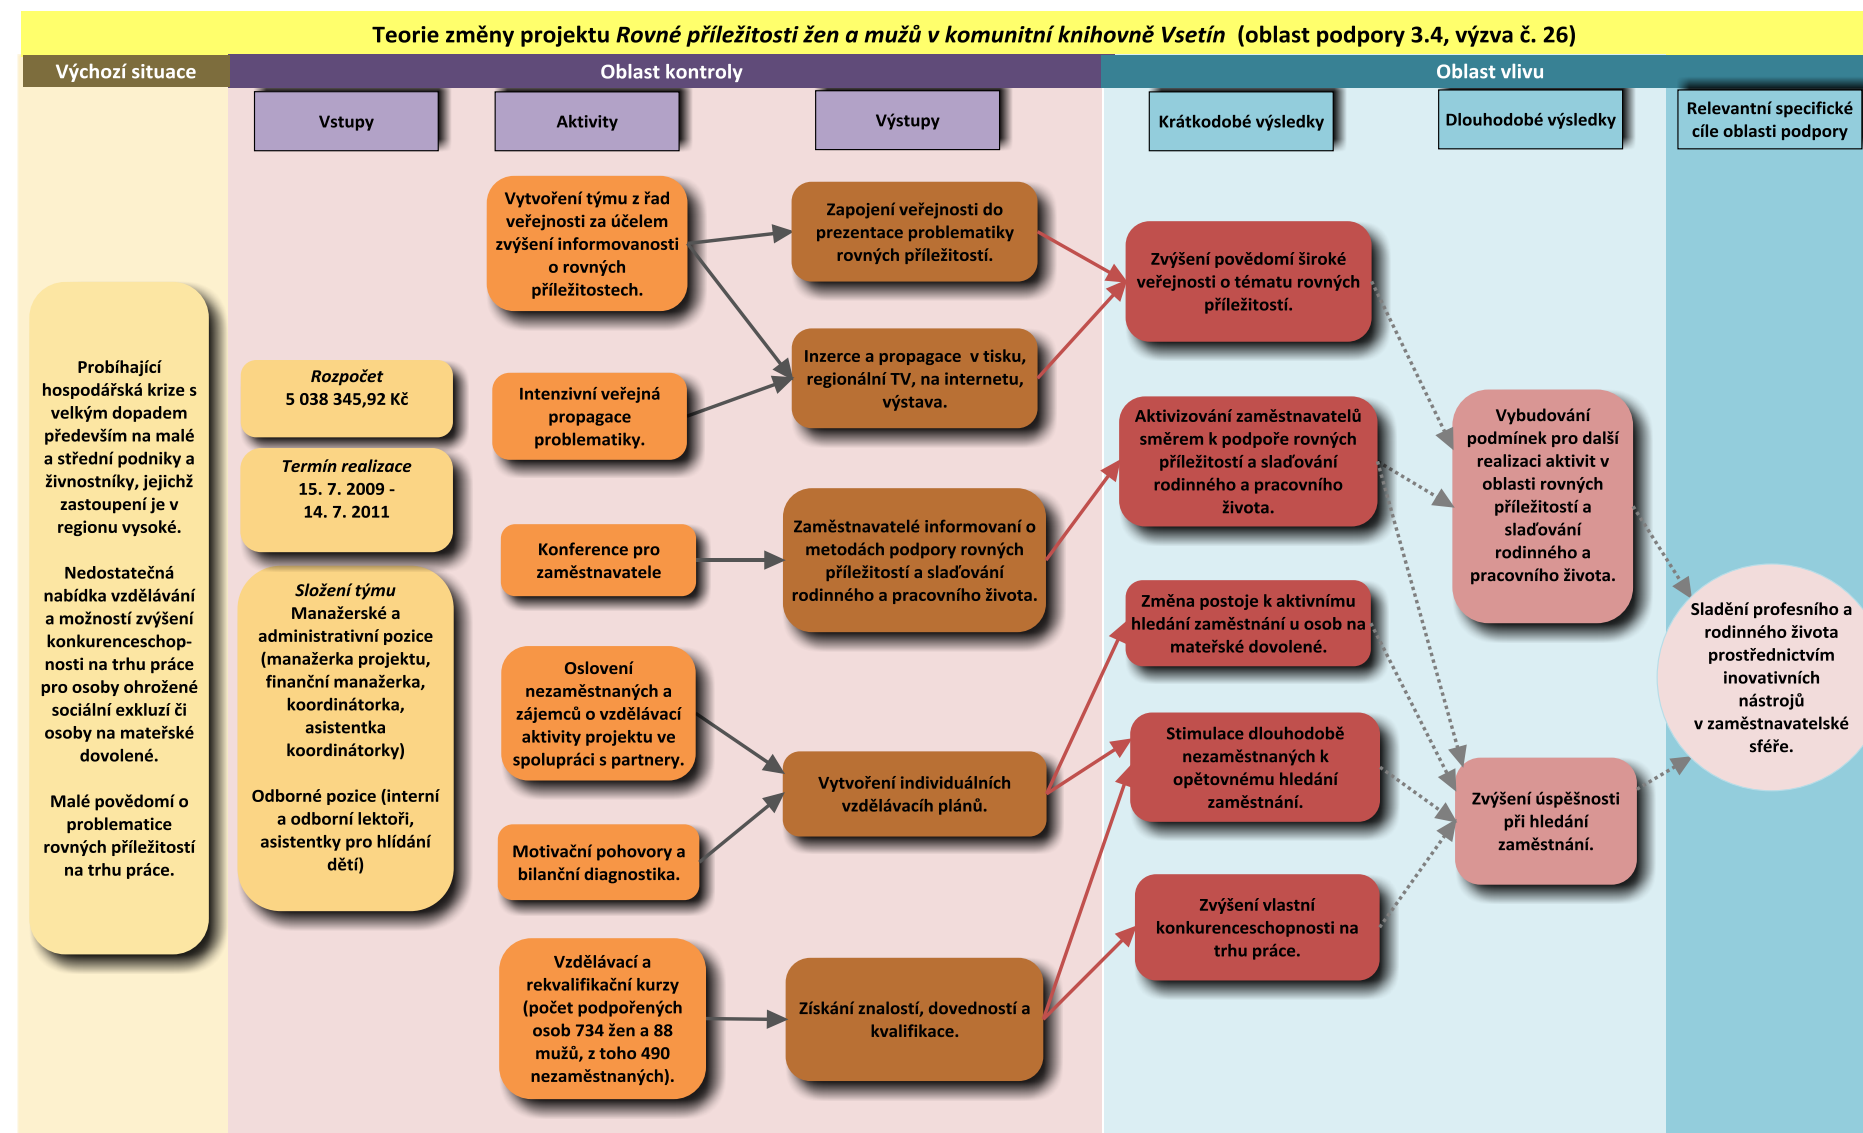 Teorie změny projektu Rovné příležitosti žen a mužů v komunitní knihovně Vsetín (oblast podpory 3.4, výzva č. 26)
Výchozí situace
Oblast kontroly
Oblast vlivu
Vstupy
Aktivity
Výstupy
Krátkodobé výsledky
Dlouhodobé výsledky
Relevantní specifické
cíle oblasti podpory
Probíhající
hospodářská krize s
velkým dopadem
především na malé
a střední podniky a
živnostníky, jejichž
zastoupení je v
regionu vysoké.
Nedostatečná
nabídka vzdělávání
a možností zvýšení
konkurenceschop-
nosti na trhu práce
pro osoby ohrožené
sociální exkluzí či
osoby na mateřské
dovolené.
Malé povědomí o
problematice
rovných příležitostí
na trhu práce.
Rozpočet
5 038 345,92 Kč
Termín realizace
15. 7. 2009 -
14. 7. 2011
Složení týmu
Manažerské a
administrativní pozice
(manažerka projektu,
finanční manažerka,
koordinátorka,
asistentka
koordinátorky)
Odborné pozice (interní
a odborní lektoři,
asistentky pro hlídání
dětí)
Vytvoření týmu z řad
veřejnosti za účelem
zvýšení informovanosti
o rovných
příležitostech.
Intenzivní veřejná
propagace
problematiky.
Konference pro
zaměstnavatele
Oslovení
nezaměstnaných a
zájemců o vzdělávací
aktivity projektu ve
spolupráci s partnery.
Motivační pohovory a
bilanční diagnostika.
Vzdělávací a
rekvalifikační kurzy
(počet podpořených
osob 734 žen a 88
mužů, z toho 490
nezaměstnaných).
Zapojení veřejnosti do
prezentace problematiky
rovných příležitostí.
Inzerce a propagace v tisku,
regionální TV, na internetu,
výstava.
Zaměstnavatelé informovaní o
metodách podpory rovných
příležitostí a slaďování
rodinného a pracovního života.
Vytvoření individuálních
vzdělávacíh plánů.
Získání znalostí, dovedností a
kvalifikace.
Zvýšení povědomí široké
veřejnosti o tématu rovných
příležitostí.
Aktivizování zaměstnavatelů
směrem k podpoře rovných
příležitostí a slaďování
rodinného a pracovního
života.
Změna postoje k aktivnímu
hledání zaměstnání u osob na
mateřské dovolené.
Stimulace dlouhodobě
nezaměstnaných k
opětovnému hledání
zaměstnání.
Zvýšení vlastní
konkurenceschopnosti na
trhu práce.
Vybudování
podmínek pro další
realizaci aktivit v
oblasti rovných
příležitostí a
slaďování
rodinného a
pracovního života.
Zvýšení úspěšnosti
při hledání
zaměstnání.
Sladění profesního a
rodinného života
prostřednictvím
inovativních
nástrojů
v zaměstnavatelské
sféře.